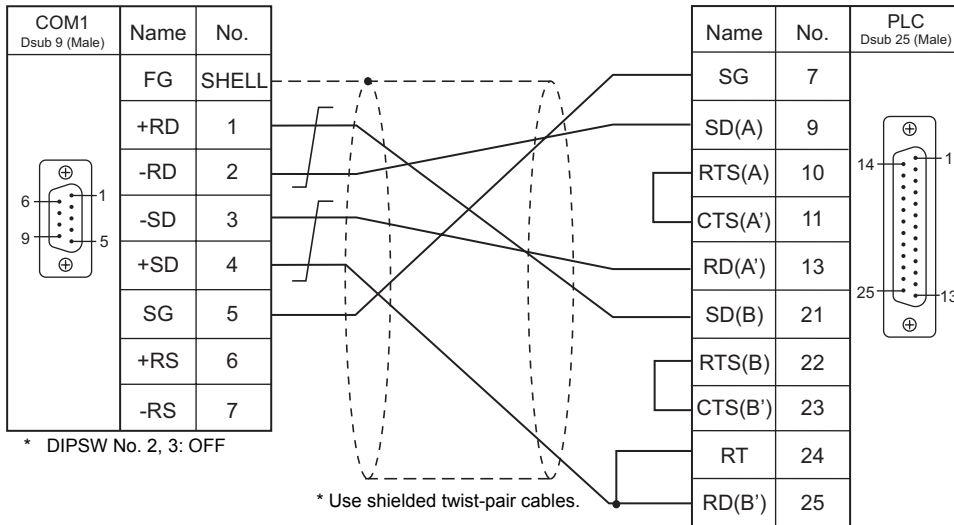 COM1
Dsub 9 (Male)
Name No.
FG SHELL
+RD 1
-RD 2
-SD 3
+SD 4
SG 5
+RS 6
-RS 7
6
9
1
5
* DIPSW No. 2, 3: OFF
* Use shielded twist-pair cables.
Name No.
PLC
Dsub 25 (Male)
SG 7
SD(A) 9
RTS(A) 10
CTS(A’) 11
RD(A’) 13
SD(B) 21
RTS(B) 22
CTS(B’) 23
RT 24
RD(B’) 25
14
25
1
13